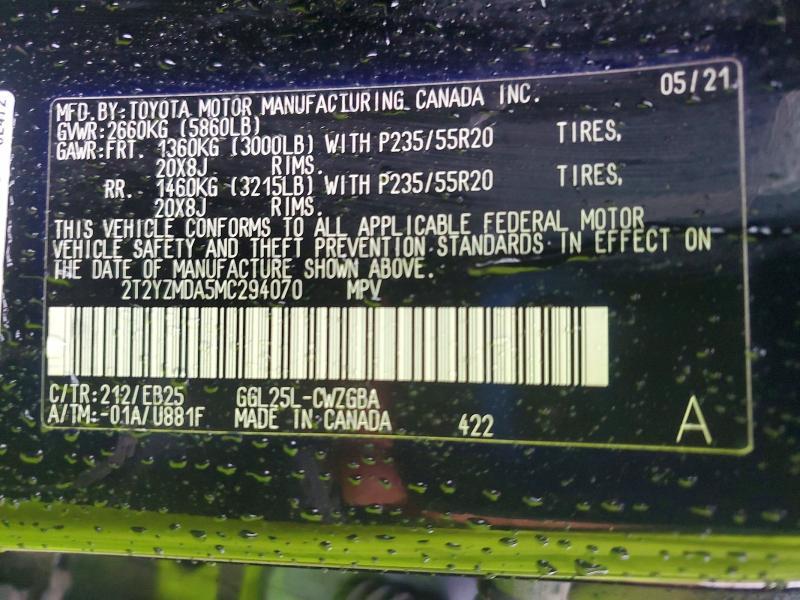 05/21
MFD.BY:TOYOTA MOTOR MANUFACTURING CANADA INC.
GVWR:2660KG (5860LB)
GAWR:FRT. 1360KG (3000LB) WITH P235/55R20 TIRES,
20X8J RIMS.
RR. 1460KG (3215LB) WITH P235/55R20 TIRES,
20X8J RIMS.
THIS VEHICLE CONFORMS TO ALL APPLICABLE FEDERAL MOTOR
VEHICLE SAFETY AND THEFT PREVENTION STANDARDS IN EFFECT ON
THE DATE OF MANUFACTURE SHOWN ABOVE.
2T2YZMDA5MC294070 MPV
C/TR:212/EB25 GGL25L-CWZGBA
A/TM:-01A/U881F MADE IN CANADA 422 A